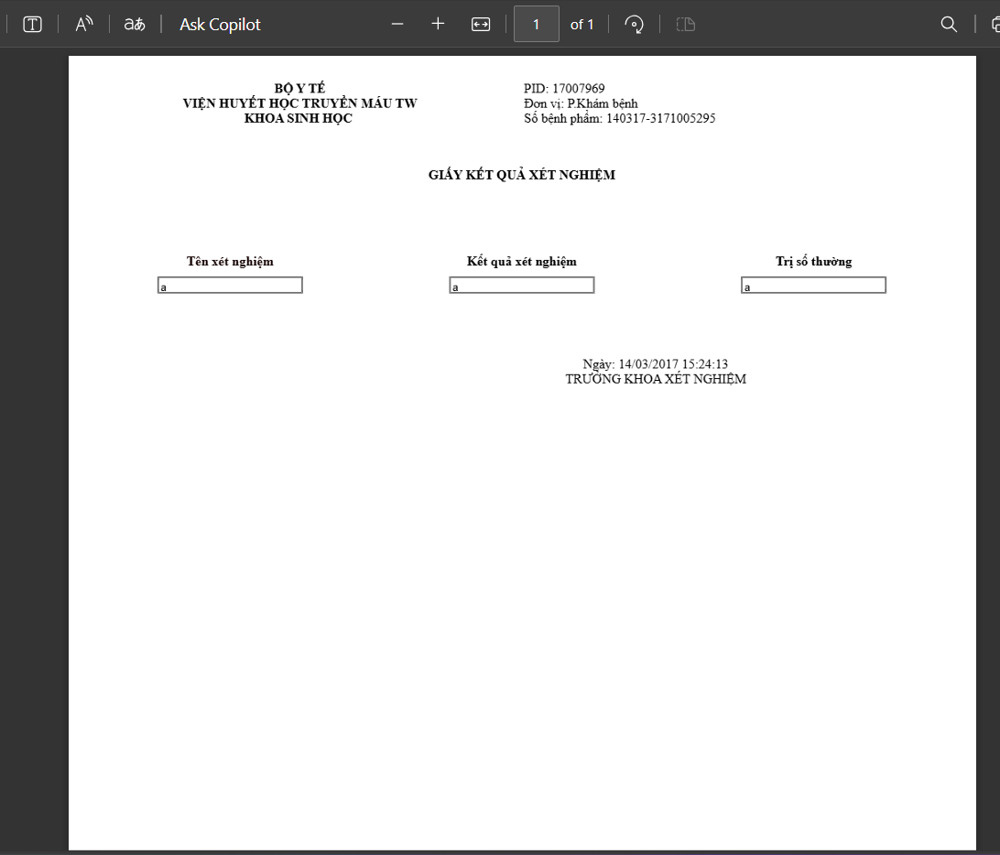 Ask Copilot
1 of 1
BỘ Y TẾ
VIỆN HUYẾT HỌC TRUYỀN MÁU TW
KHOA SINH HỌC
PID: 17007969
Đơn vị: P.Khám bệnh
Số bệnh phẩm: 140317-3171005295
GIẤY KẾT QUẢ XÉT NGHIỆM
Tên xét nghiệm
Kết quả xét nghiệm
Trị số thường
a
a
a
Ngày: 14/03/2017 15:24:13
TRƯỞNG KHOA XÉT NGHIỆM